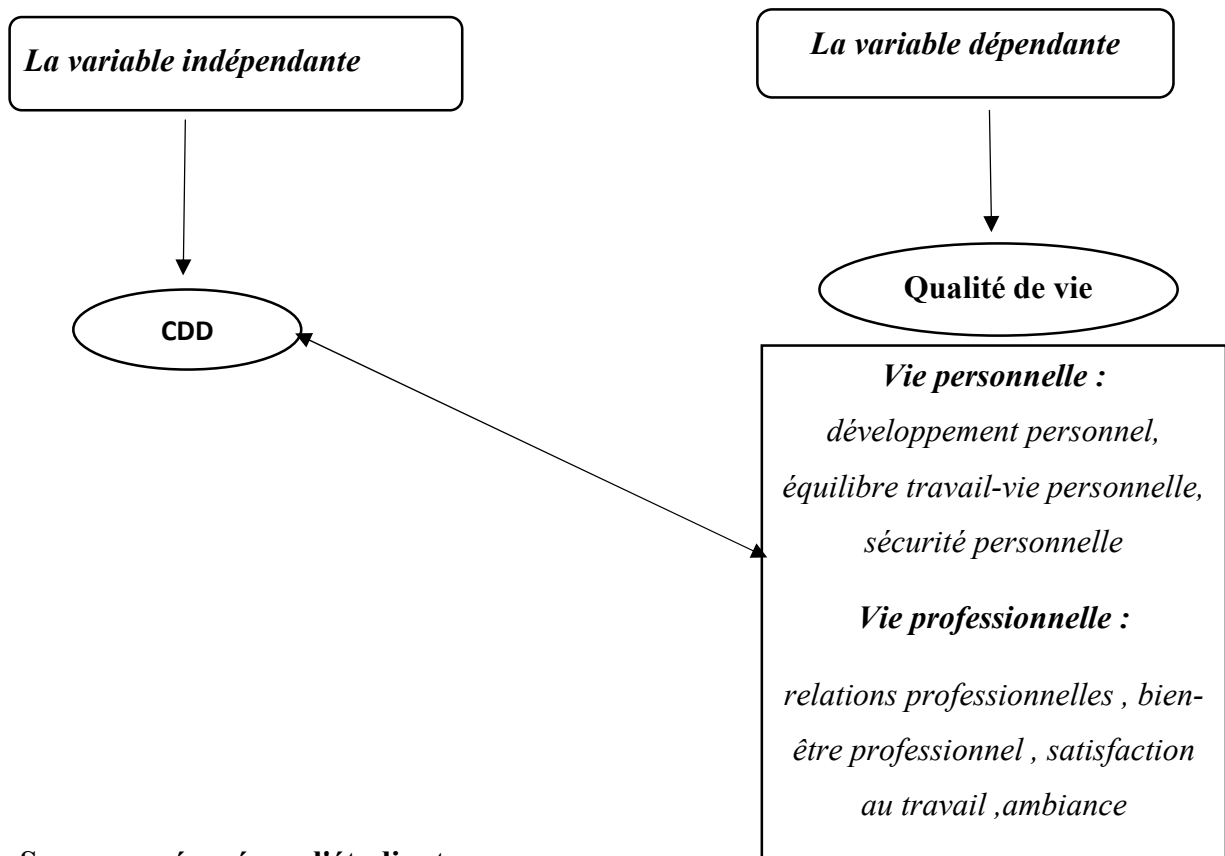 La variable indépendante
La variable dépendante
CDD
Qualité de vie
Vie personnelle :
développement personnel,
équilibre travail-vie personnelle,
sécurité personnelle
Vie professionnelle :
relations professionnelles , bien-
être professionnel , satisfaction
au travail ,ambiance